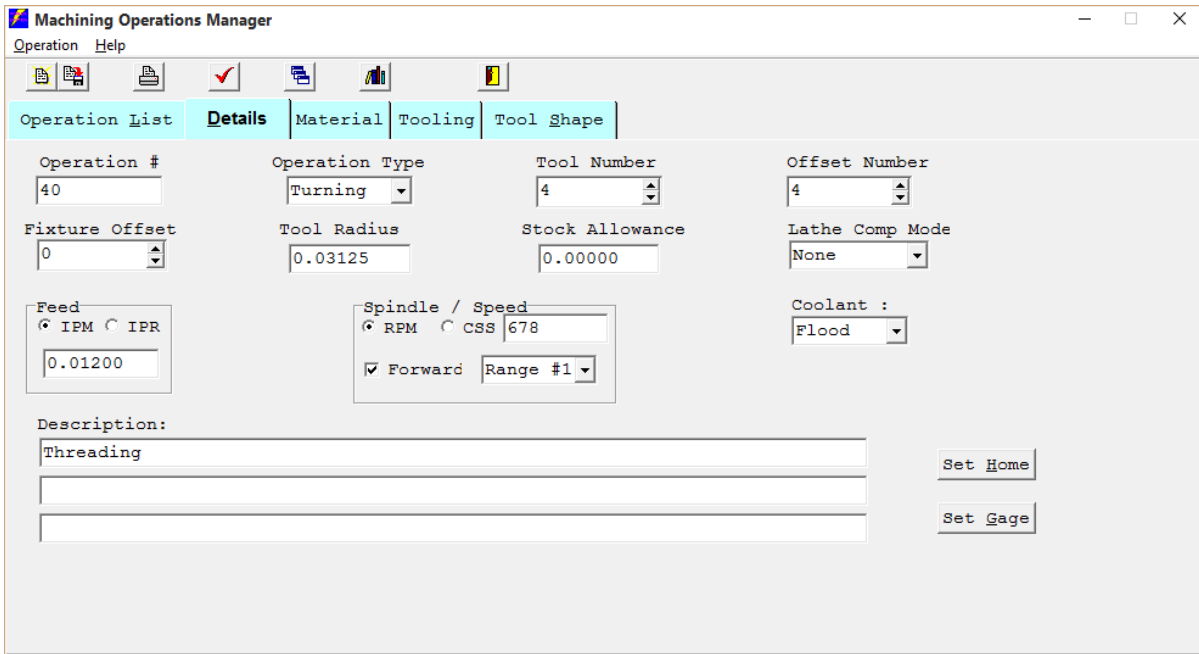 Machining Operations Manager
Operation Help
Operation List Details Material Tooling Tool Shape
Operation # Operation Type Tool Number Offset Number
40 Turning 4 4
Fixture Offset Tool Radius Stock Allowance Lathe Comp Mode
0 0.03125 0.00000 None
Feed Spindle / Speed Coolant :
IPM IPR RPM CSS 678 Flood
0.01200 Forward Range #1
Description:
Threading
Set Home
Set Gage